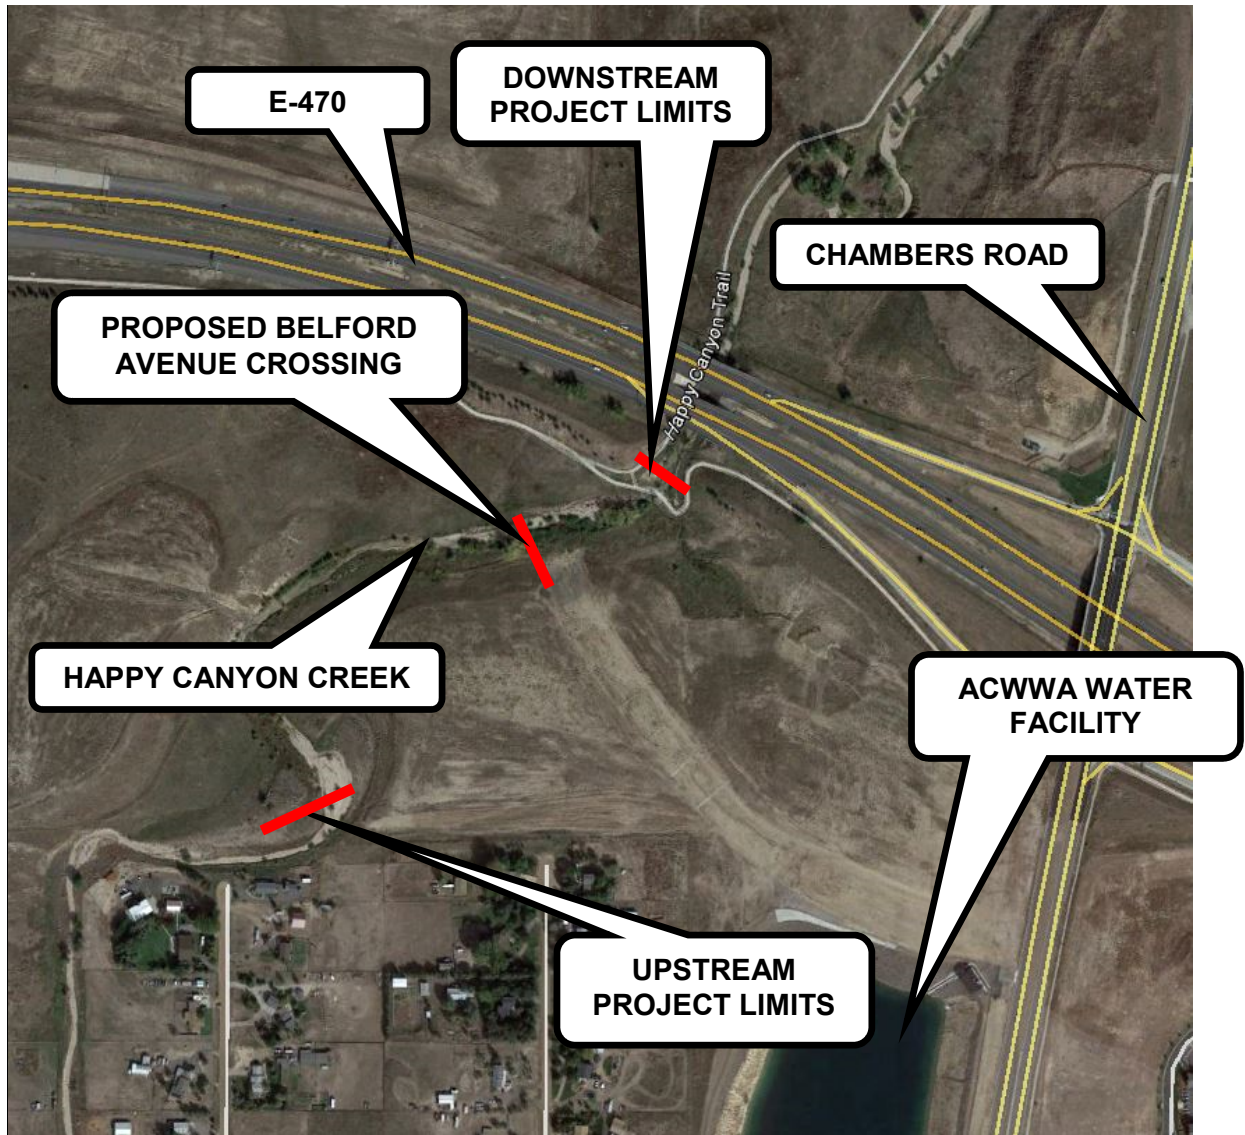 E-470
DOWNSTREAM
PROJECT LIMITS
CHAMBERS ROAD
PROPOSED BELFORD
AVENUE CROSSING
Happy Canyon Trail
HAPPY CANYON CREEK
ACWWA WATER
FACILITY
UPSTREAM
PROJECT LIMITS